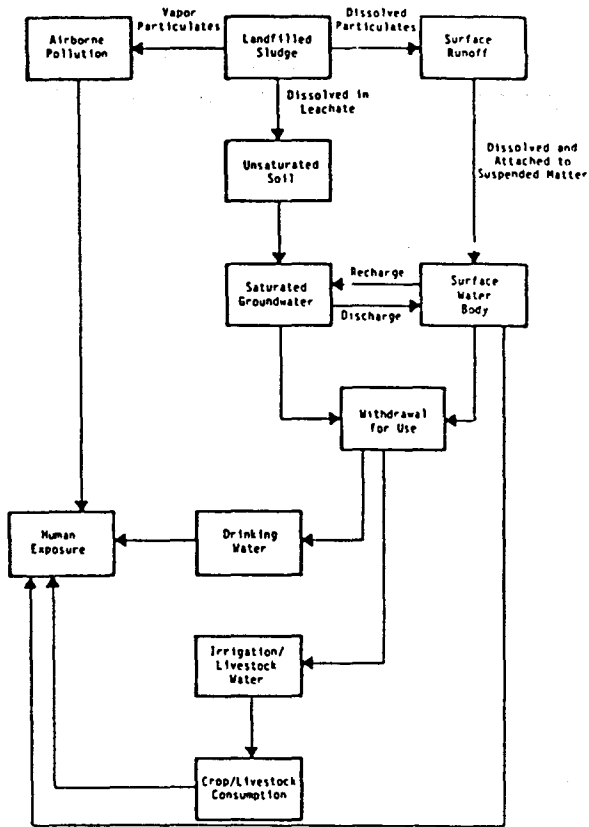 Airborne
Pollution
Vapor
Particulates
Landfilled
Sludge
Dissolved
Particulates
Surface
Runoff
Dissolved in
Leachate
Dissolved and
Attached to
Suspended Matter
Unsaturated
Soil
Saturated
Groundwater
Recharge
Discharge
Surface
Water
Body
Withdrawal
for Use
Human
Exposure
Drinking
Water
Irrigation/
Livestock
Water
Crop/Livestock
Consumption